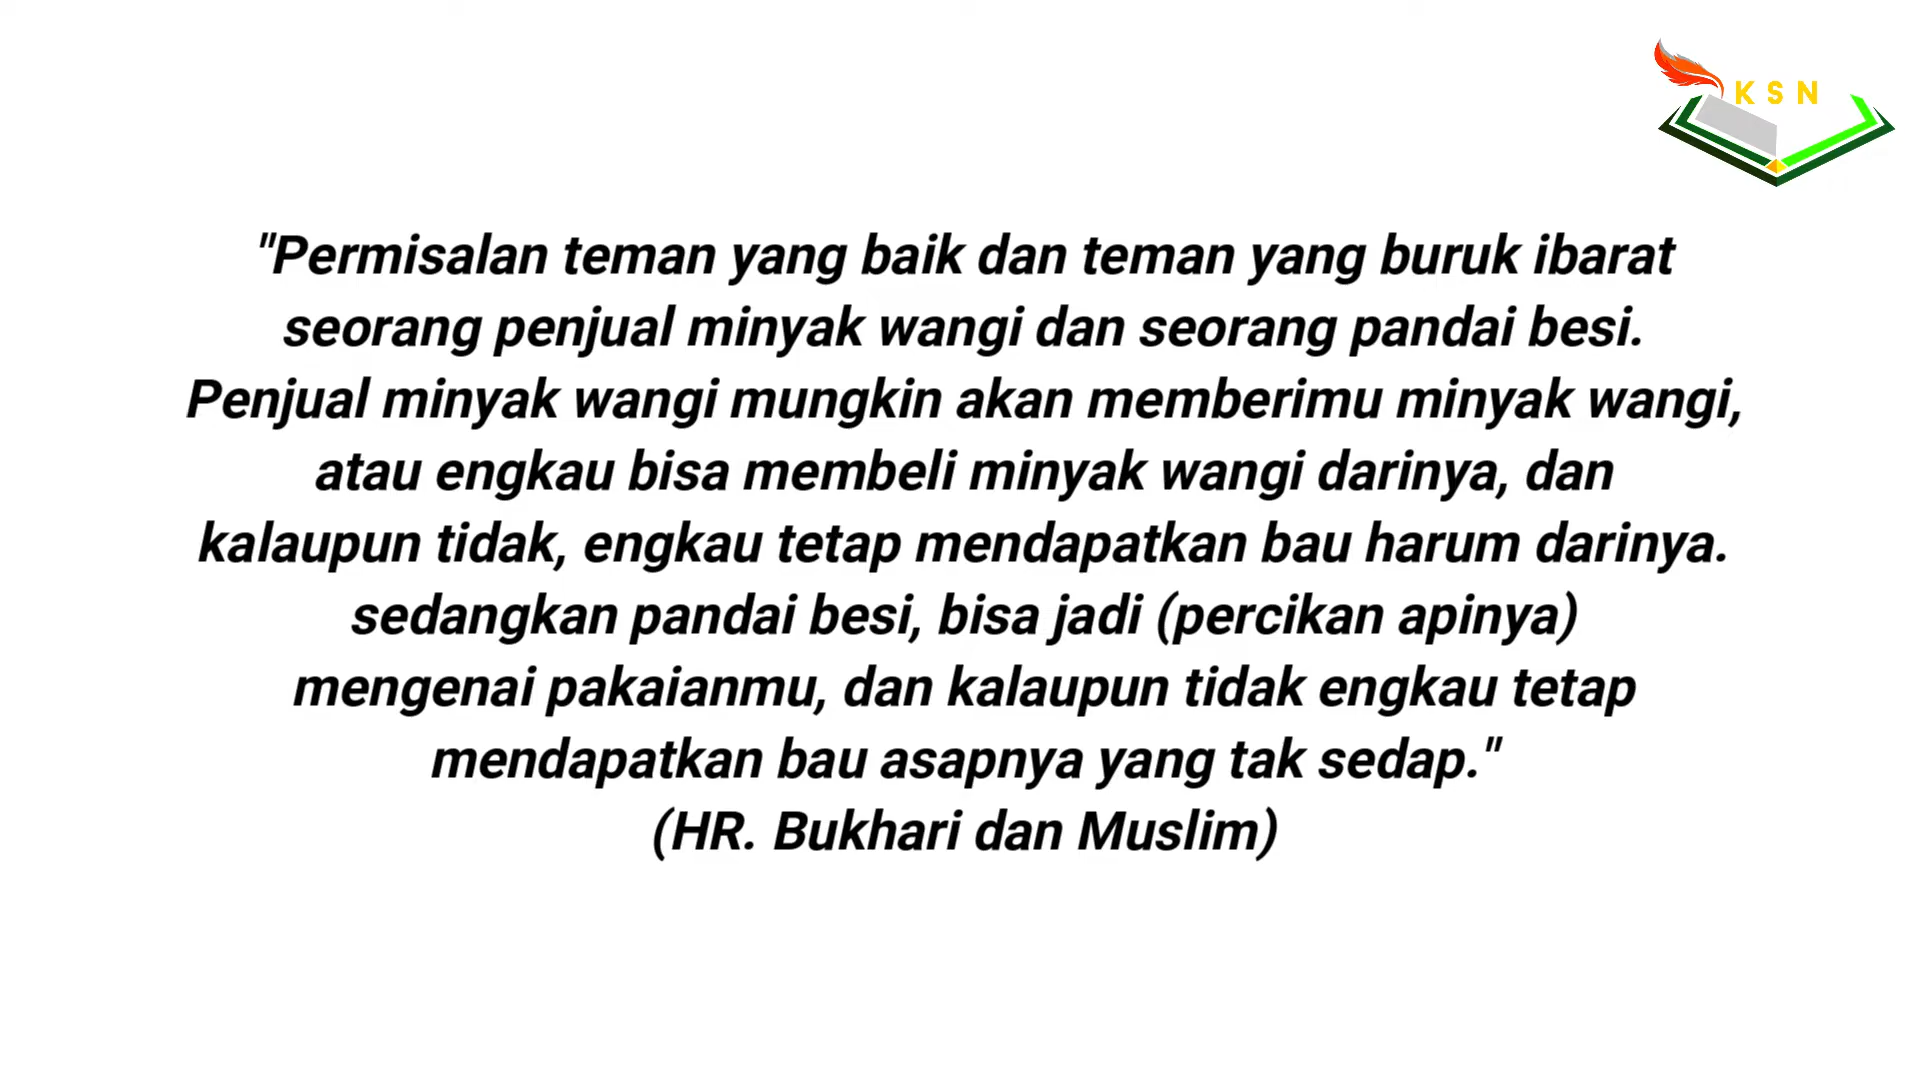 K S N
"Permisalan teman yang baik dan teman yang buruk ibarat
seorang penjual minyak wangi dan seorang pandai besi.
Penjual minyak wangi mungkin akan memberimu minyak wangi,
atau engkau bisa membeli minyak wangi darinya, dan
kalaupun tidak, engkau tetap mendapatkan bau harum darinya.
sedangkan pandai besi, bisa jadi (percikan apinya)
mengenai pakaianmu, dan kalaupun tidak engkau tetap
mendapatkan bau asapnya yang tak sedap."
(HR. Bukhari dan Muslim)